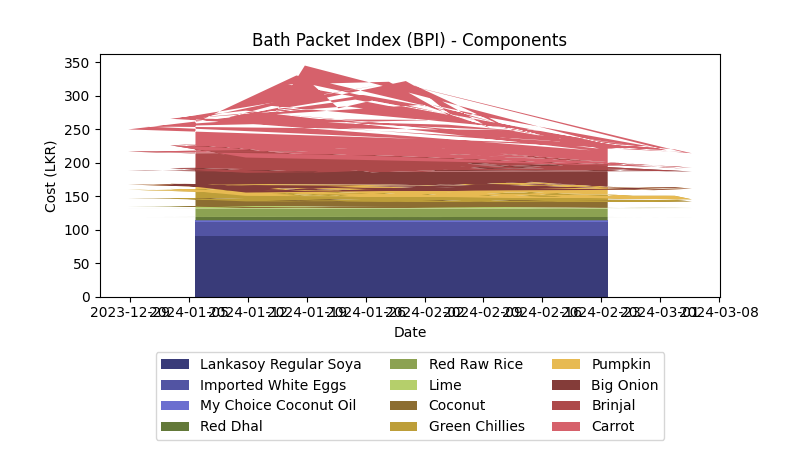 Bath Packet Index (BPI) - Components
Cost (LKR)
350
300
250
200
150
100
50
0
2023-12-29 2024-01-05 2024-01-12 2024-01-19 2024-01-26 2024-02-02 2024-02-09 2024-02-16 2024-02-23 2024-03-01 2024-03-08
Date
Lankasoy Regular Soya Red Raw Rice Pumpkin
Imported White Eggs Lime Big Onion
My Choice Coconut Oil Coconut Brinjal
Red Dhal Green Chillies Carrot